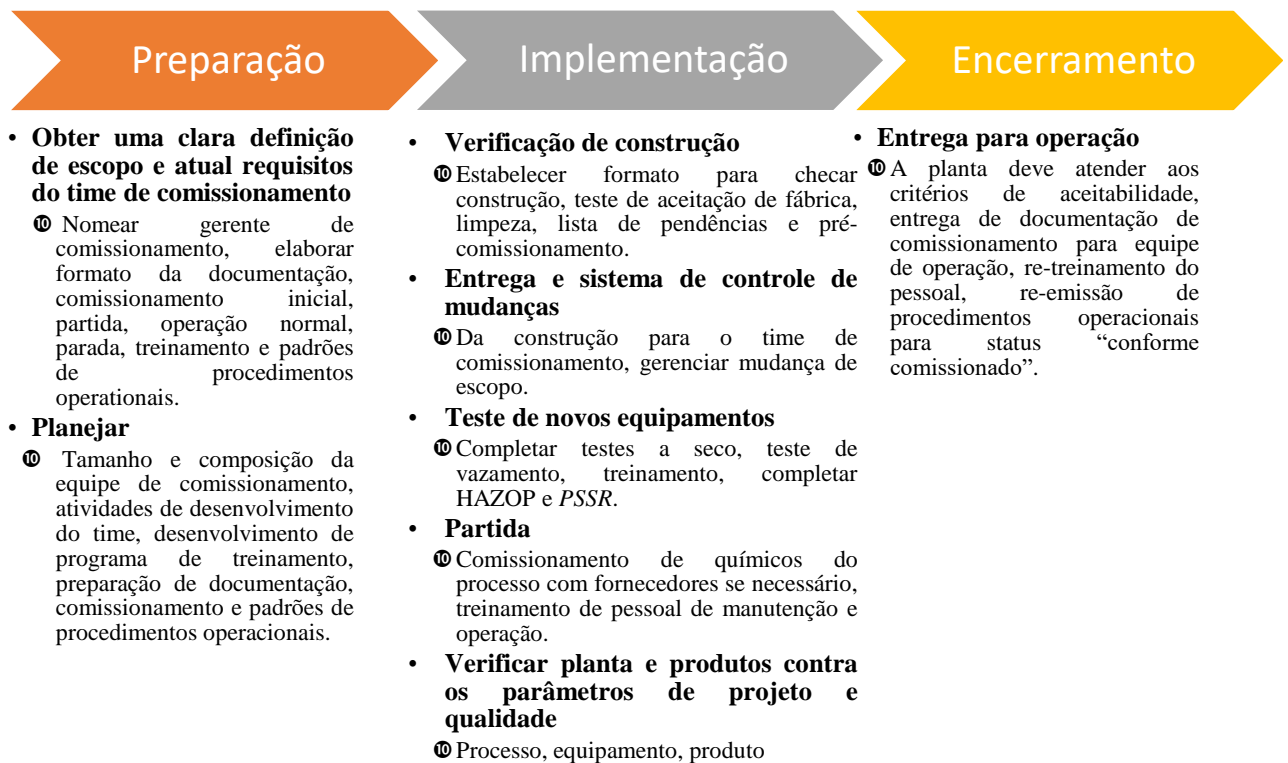 Preparação
Implementação
Encerramento
• Obter uma clara definição
de escopo e atual requisitos
do time de comissionamento
❿ Nomear gerente de
comissionamento, elaborar
formato da documentação,
comissionamento inicial,
partida, operação normal,
parada, treinamento e padrões
de procedimentos
operationais.
• Planejar
❿ Tamanho e composição da
equipe de comissionamento,
atividades de desenvolvimento
do time, desenvolvimento de
programa de treinamento,
preparação de documentação,
comissionamento e padrões de
procedimentos operacionais.
• Verificação de construção
❿ Estabelecer formato para checar
construção, teste de aceitação de fábrica,
limpeza, lista de pendências e pré-
comissionamento.
• Entrega e sistema de controle de
mudanças
❿ Da construção para o time de
comissionamento, gerenciar mudança de
escopo.
• Teste de novos equipamentos
❿ Completar testes a seco, teste de
vazamento, treinamento, completar
HAZOP e PSSR.
• Partida
❿ Comissionamento de químicos do
processo com fornecedores se necessário,
treinamento de pessoal de manutenção e
operação.
• Verificar planta e produtos contra
os parâmetros de projeto e
qualidade
❿ Processo, equipamento, produto
• Entrega para operação
❿ A planta deve atender aos
critérios de aceitabilidade,
entrega de documentação de
comissionamento para equipe
de operação, re-treinamento do
pessoal, re-emissão de
procedimentos operacionais
para status “conforme
comissionado”.